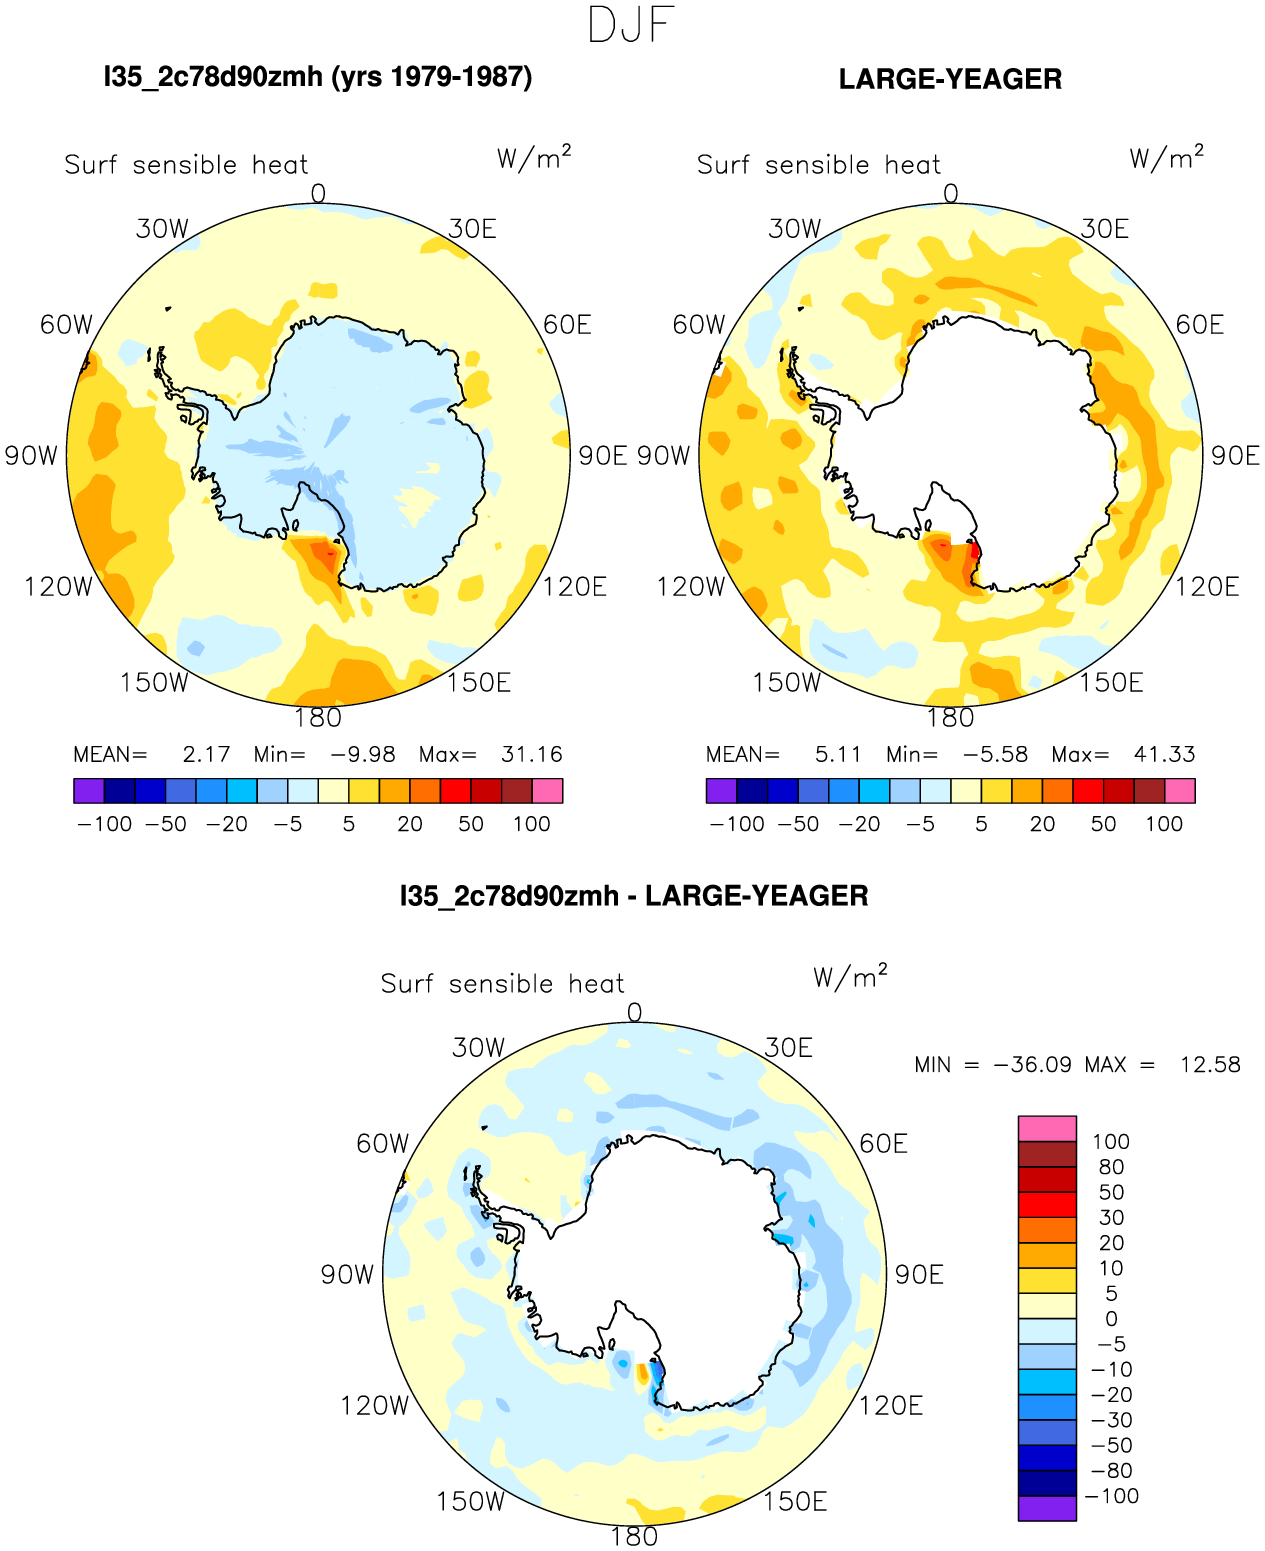 DJF
I35_2c78d90zmh (yrs 1979-1987)
LARGE-YEAGER
Surf sensible heat W/m²
Surf sensible heat W/m²
0
30W 30E
60W 60E
90W 90E
120W 120E
150W 150E
180
0
30W 30E
60W 60E
90W 90E
120W 120E
150W 150E
180
MEAN= 2.17 Min= −9.98 Max= 31.16
−100 −50 −20 −5 5 20 50 100
MEAN= 5.11 Min= −5.58 Max= 41.33
−100 −50 −20 −5 5 20 50 100
I35_2c78d90zmh - LARGE-YEAGER
Surf sensible heat W/m²
0
30W 30E
60W 60E
90W 90E
120W 120E
150W 150E
180
MIN = −36.09 MAX = 12.58
100
80
50
30
20
10
5
0
−5
−10
−20
−30
−50
−80
−100